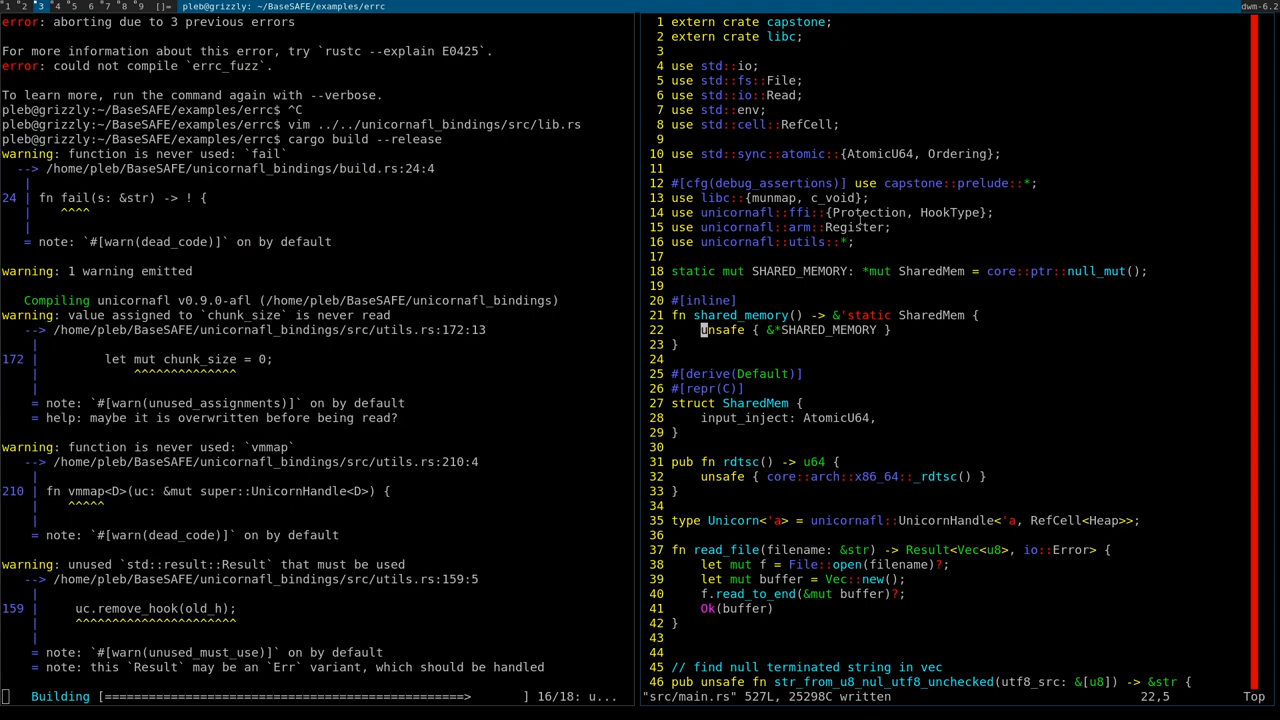 1 2 3 4 5 6 7 8 9 []= pleb@grizzly: ~/BaseSAFE/examples/errc dwm-6.2
error: aborting due to 3 previous errors

For more information about this error, try `rustc --explain E0425`.
error: could not compile `errc_fuzz`.

To learn more, run the command again with --verbose.
pleb@grizzly:~/BaseSAFE/examples/errc$ ^C
pleb@grizzly:~/BaseSAFE/examples/errc$ vim ../../unicornafl_bindings/src/lib.rs
pleb@grizzly:~/BaseSAFE/examples/errc$ cargo build --release
warning: function is never used: `fail`
  --> /home/pleb/BaseSAFE/unicornafl_bindings/build.rs:24:4
   |
24 | fn fail(s: &str) -> ! {
   |    ^^^^
   |
   = note: `#[warn(dead_code)]` on by default

warning: 1 warning emitted

   Compiling unicornafl v0.9.0-afl (/home/pleb/BaseSAFE/unicornafl_bindings)
warning: value assigned to `chunk_size` is never read
   --> /home/pleb/BaseSAFE/unicornafl_bindings/src/utils.rs:172:13
    |
172 |         let mut chunk_size = 0;
    |             ^^^^^^^^^^^^^^
    |
    = note: `#[warn(unused_assignments)]` on by default
    = help: maybe it is overwritten before being read?

warning: function is never used: `vmmap`
   --> /home/pleb/BaseSAFE/unicornafl_bindings/src/utils.rs:210:4
    |
210 | fn vmmap<D>(uc: &mut super::UnicornHandle<D>) {
    |    ^^^^^
    |
    = note: `#[warn(dead_code)]` on by default

warning: unused `std::result::Result` that must be used
   --> /home/pleb/BaseSAFE/unicornafl_bindings/src/utils.rs:159:5
    |
159 |     uc.remove_hook(old_h);
    |     ^^^^^^^^^^^^^^^^^^^^^^
    |
    = note: `#[warn(unused_must_use)]` on by default
    = note: this `Result` may be an `Err` variant, which should be handled

    Building [=================================================>      ] 16/18: u...
1 extern crate capstone;
2 extern crate libc;
3
4 use std::io;
5 use std::fs::File;
6 use std::io::Read;
7 use std::env;
8 use std::cell::RefCell;
9
10 use std::sync::atomic::{AtomicU64, Ordering};
11
12 #[cfg(debug_assertions)] use capstone::prelude::*;
13 use libc::{munmap, c_void};
14 use unicornafl::ffi::{Protection, HookType};
15 use unicornafl::arm::Register;
16 use unicornafl::utils::*;
17
18 static mut SHARED_MEMORY: *mut SharedMem = core::ptr::null_mut();
19
20 #[inline]
21 fn shared_memory() -> &'static SharedMem {
22     unsafe { &*SHARED_MEMORY }
23 }
24
25 #[derive(Default)]
26 #[repr(C)]
27 struct SharedMem {
28     input_inject: AtomicU64,
29 }
30
31 pub fn rdtsc() -> u64 {
32     unsafe { core::arch::x86_64::_rdtsc() }
33 }
34
35 type Unicorn<'a> = unicornafl::UnicornHandle<'a, RefCell<Heap>>;
36
37 fn read_file(filename: &str) -> Result<Vec<u8>, io::Error> {
38     let mut f = File::open(filename)?;
39     let mut buffer = Vec::new();
40     f.read_to_end(&mut buffer)?;
41     Ok(buffer)
42 }
43
44
45 // find null terminated string in vec
46 pub unsafe fn str_from_u8_nul_utf8_unchecked(utf8_src: &[u8]) -> &str {
"src/main.rs" 527L, 25298C written 22,5 Top